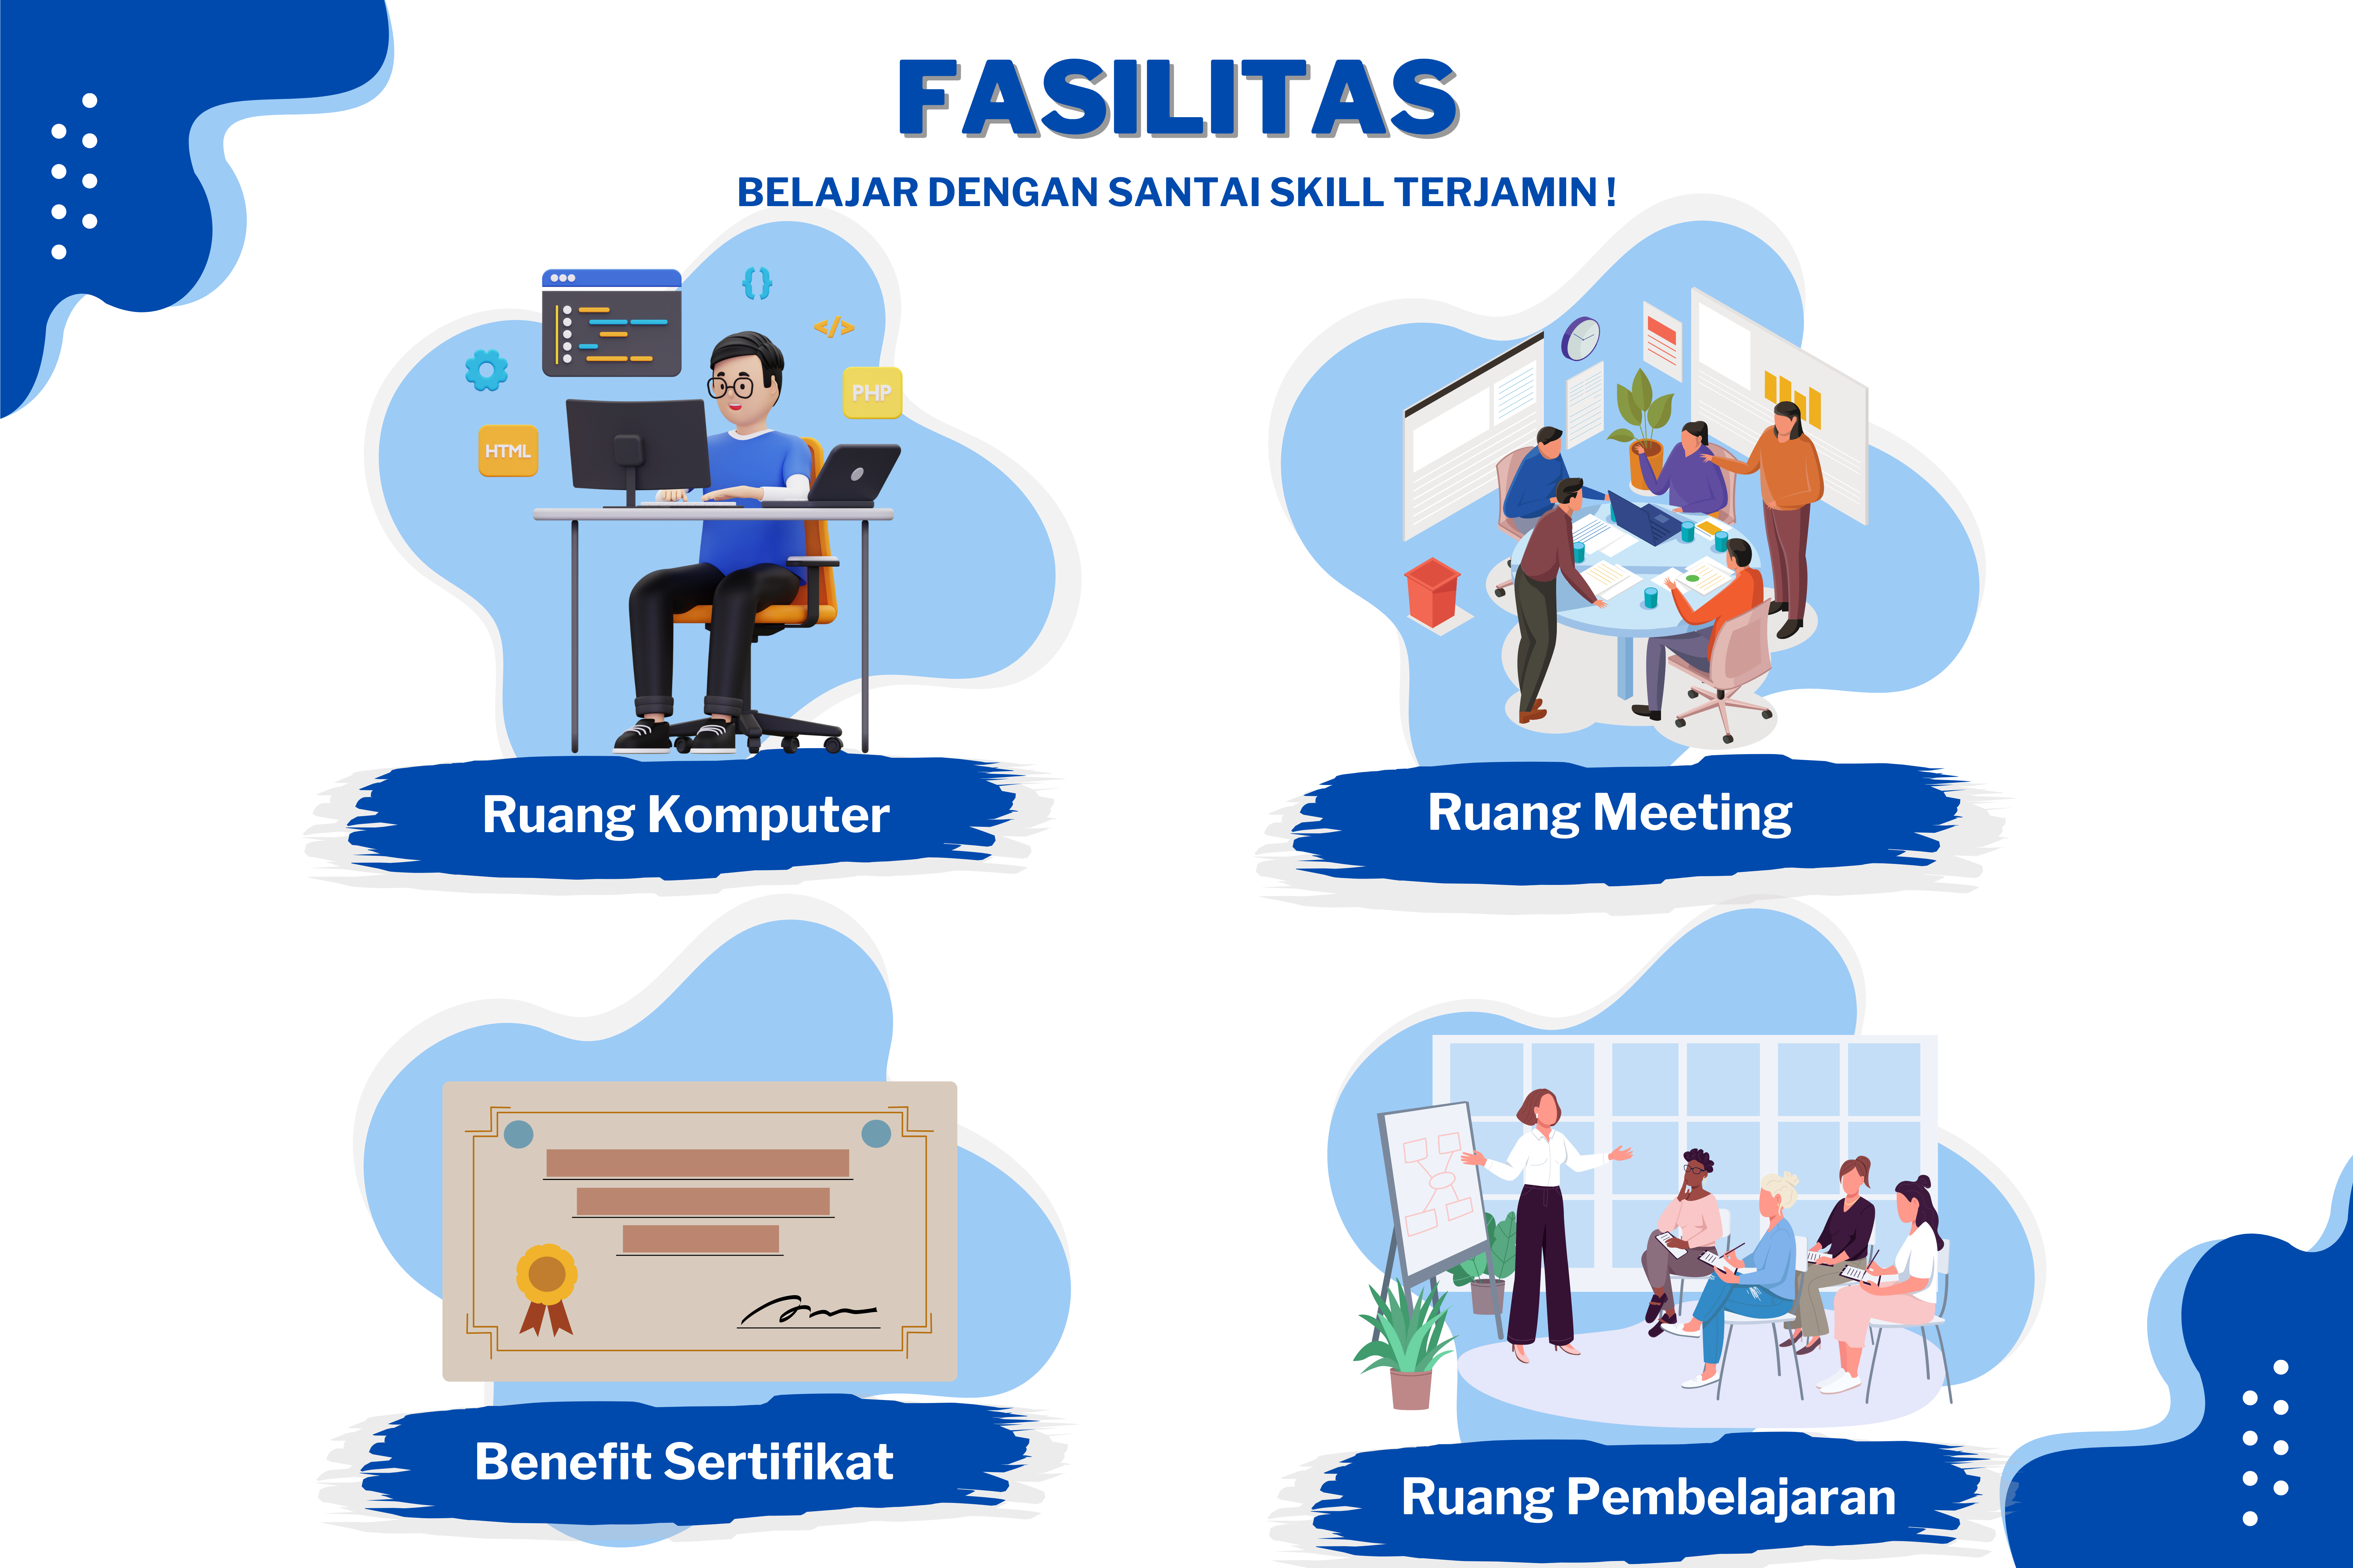 FASILITAS
BELAJAR DENGAN SANTAI SKILL TERJAMIN !
{}
</>
PHP
HTML
Ruang Komputer
Ruang Meeting
Benefit Sertifikat
Ruang Pembelajaran